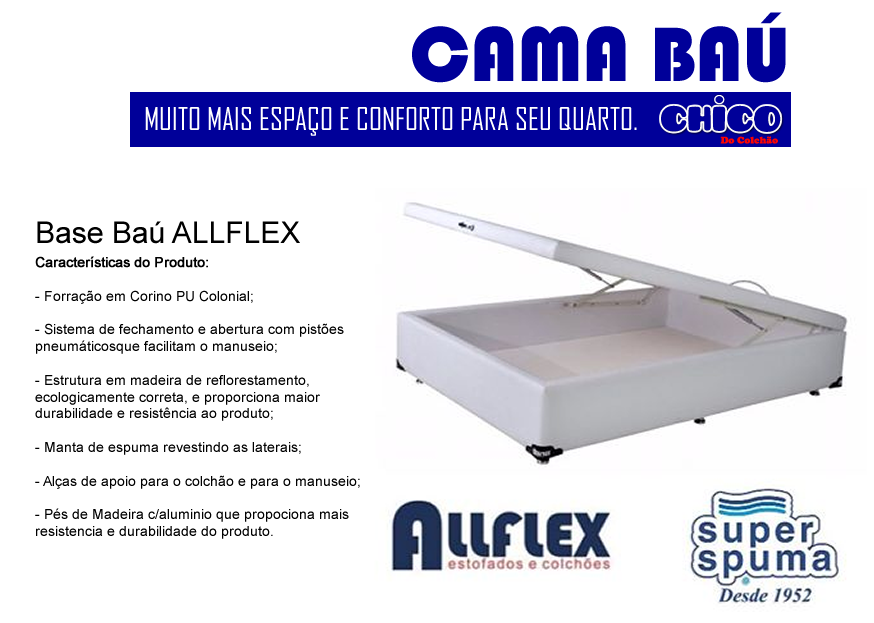 CAMA BAÚ
MUITO MAIS ESPAÇO E CONFORTO PARA SEU QUARTO.
CHICO
Do Colchão
Base Baú ALLFLEX
Características do Produto:
- Forração em Corino PU Colonial;
- Sistema de fechamento e abertura com pistões
pneumáticosque facilitam o manuseio;
- Estrutura em madeira de reflorestamento,
ecologicamente correta, e proporciona maior
durabilidade e resistência ao produto;
- Manta de espuma revestindo as laterais;
- Alças de apoio para o colchão e para o manuseio;
- Pés de Madeira c/aluminio que propociona mais
resistencia e durabilidade do produto.
ALLFLEX
estofados e colchões
super
spuma
Desde 1952